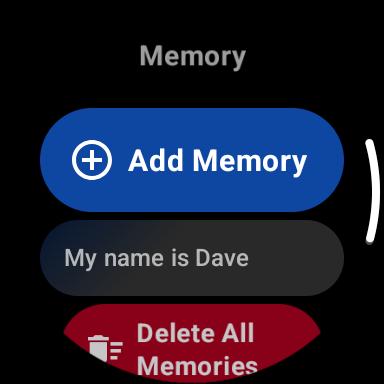 Memory
Add Memory
My name is Dave
Delete All
Memories